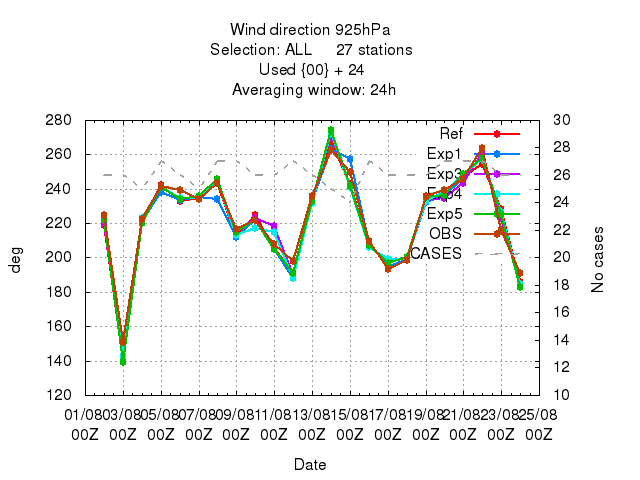 Wind direction 925hPa
Selection: ALL     27 stations
Used {00} + 24
Averaging window: 24h
280
260
240
220
200
180
160
140
120
deg
30
28
26
24
22
20
18
16
14
12
10
No cases
Ref
Exp1
Exp3
Exp4
Exp5
OBS
CASES
01/08 03/08 05/08 07/08 09/08 11/08 13/08 15/08 17/08 19/08 21/08 23/08 25/08
00Z 00Z 00Z 00Z 00Z 00Z 00Z 00Z 00Z 00Z 00Z 00Z 00Z
Date